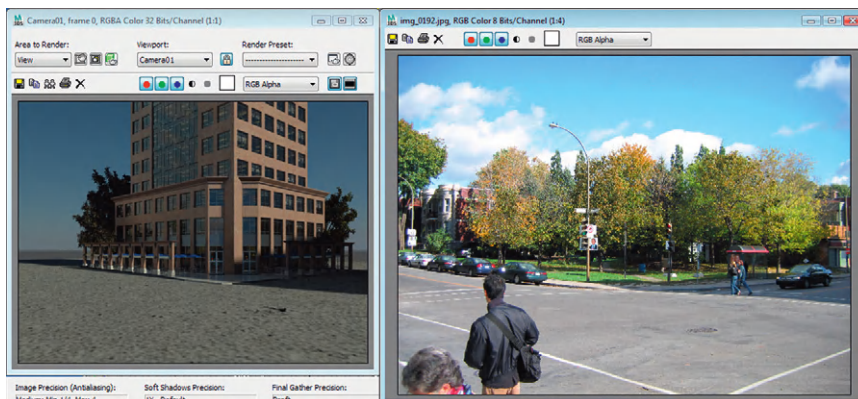 Camera01, frame 0, RGBA Color 32 Bits/Channel (1:1)
Area to Render:
Viewport:
Render Preset:
View
Camera01
RGB Alpha
Image Precision (Antialiasing):
Soft Shadows Precision:
Final Gather Precision:
img_0192.jpg, RGB Color 8 Bits/Channel (1:4)
RGB Alpha